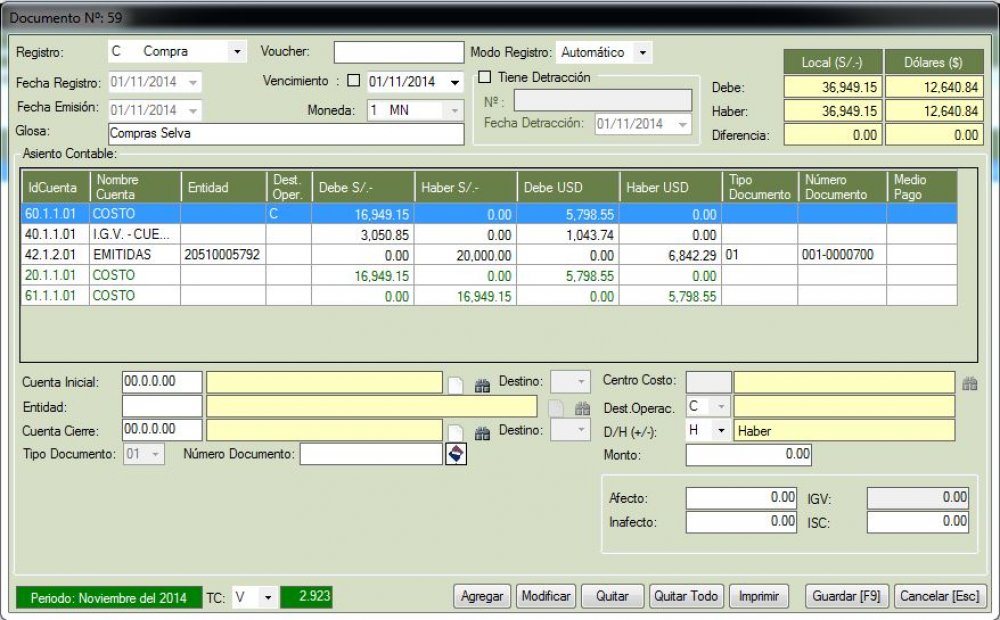 Documento Nº: 59
Registro: C Compra Voucher: Modo Registro: Automático
Local (S/.-) Dólares ($)
Fecha Registro: 01/11/2014 Vencimiento : 01/11/2014 Tiene Detracción
Debe: 36,949.15 12,640.84
Fecha Emisión: 01/11/2014 Moneda: 1 MN Nº :
Haber: 36,949.15 12,640.84
Fecha Detracción: 01/11/2014
Glosa: Compras Selva
Diferencia: 0.00 0.00
Asiento Contable:
IdCuenta Nombre Cuenta Entidad Dest. Oper. Debe S/.- Haber S/.- Debe USD Haber USD Tipo Documento Número Documento Medio Pago
60.1.1.01 COSTO C 16,949.15 0.00 5,798.55 0.00
40.1.1.01 I.G.V. - CUE... 3,050.85 0.00 1,043.74 0.00
42.1.2.01 EMITIDAS 20510005792 0.00 20,000.00 0.00 6,842.29 01 001-0000700
20.1.1.01 COSTO 16,949.15 0.00 5,798.55 0.00
61.1.1.01 COSTO 0.00 16,949.15 0.00 5,798.55
Cuenta Inicial: 00.0.0.00 Destino: Centro Costo:
Entidad: Dest.Operac. C
Cuenta Cierre: 00.0.0.00 Destino: D/H (+/-): H Haber
Tipo Documento: 01 Número Documento: Monto: 0.00
Afecto: 0.00 IGV: 0.00
Inafecto: 0.00 ISC: 0.00
Periodo: Noviembre del 2014 TC: V 2.923 Agregar Modificar Quitar Quitar Todo Imprimir Guardar [F9] Cancelar [Esc]